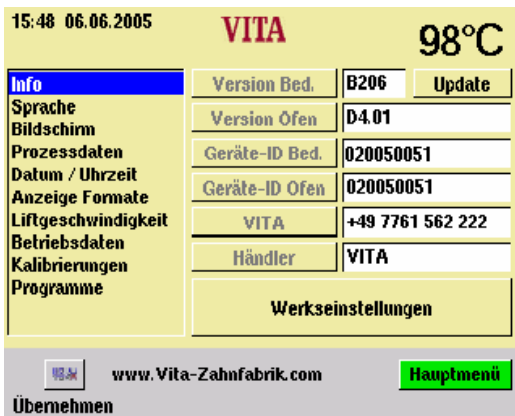 15:48 06.06.2005
VITA
98°C
Info
Sprache
Bildschirm
Prozessdaten
Datum / Uhrzeit
Anzeige Formate
Liftgeschwindigkeit
Betriebsdaten
Kalibrierungen
Programme
Version Bed. B206 Update
Version Ofen D4.01
Geräte-ID Bed. 020050051
Geräte-ID Ofen 020050051
VITA +49 7761 562 222
Händler VITA
Werkseinstellungen
www.Vita-Zahnfabrik.com
Hauptmenü
Übernehmen